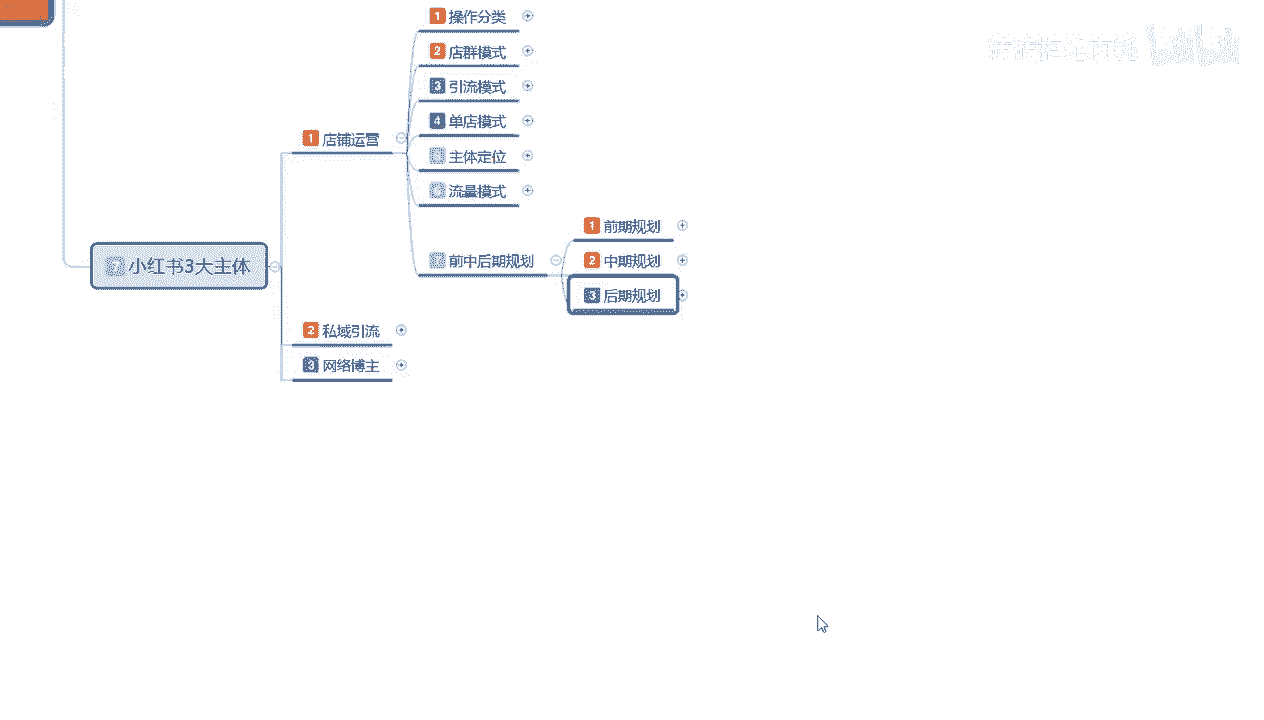 1 操作分类
2 店群模式
3 引流模式
4 单店模式
主体定位
流量模式
1 店铺运营
7 前中后期规划
1 前期规划
2 中期规划
3 后期规划
7 小红书3大主体
2 私域引流
3 网络博主
bilibili